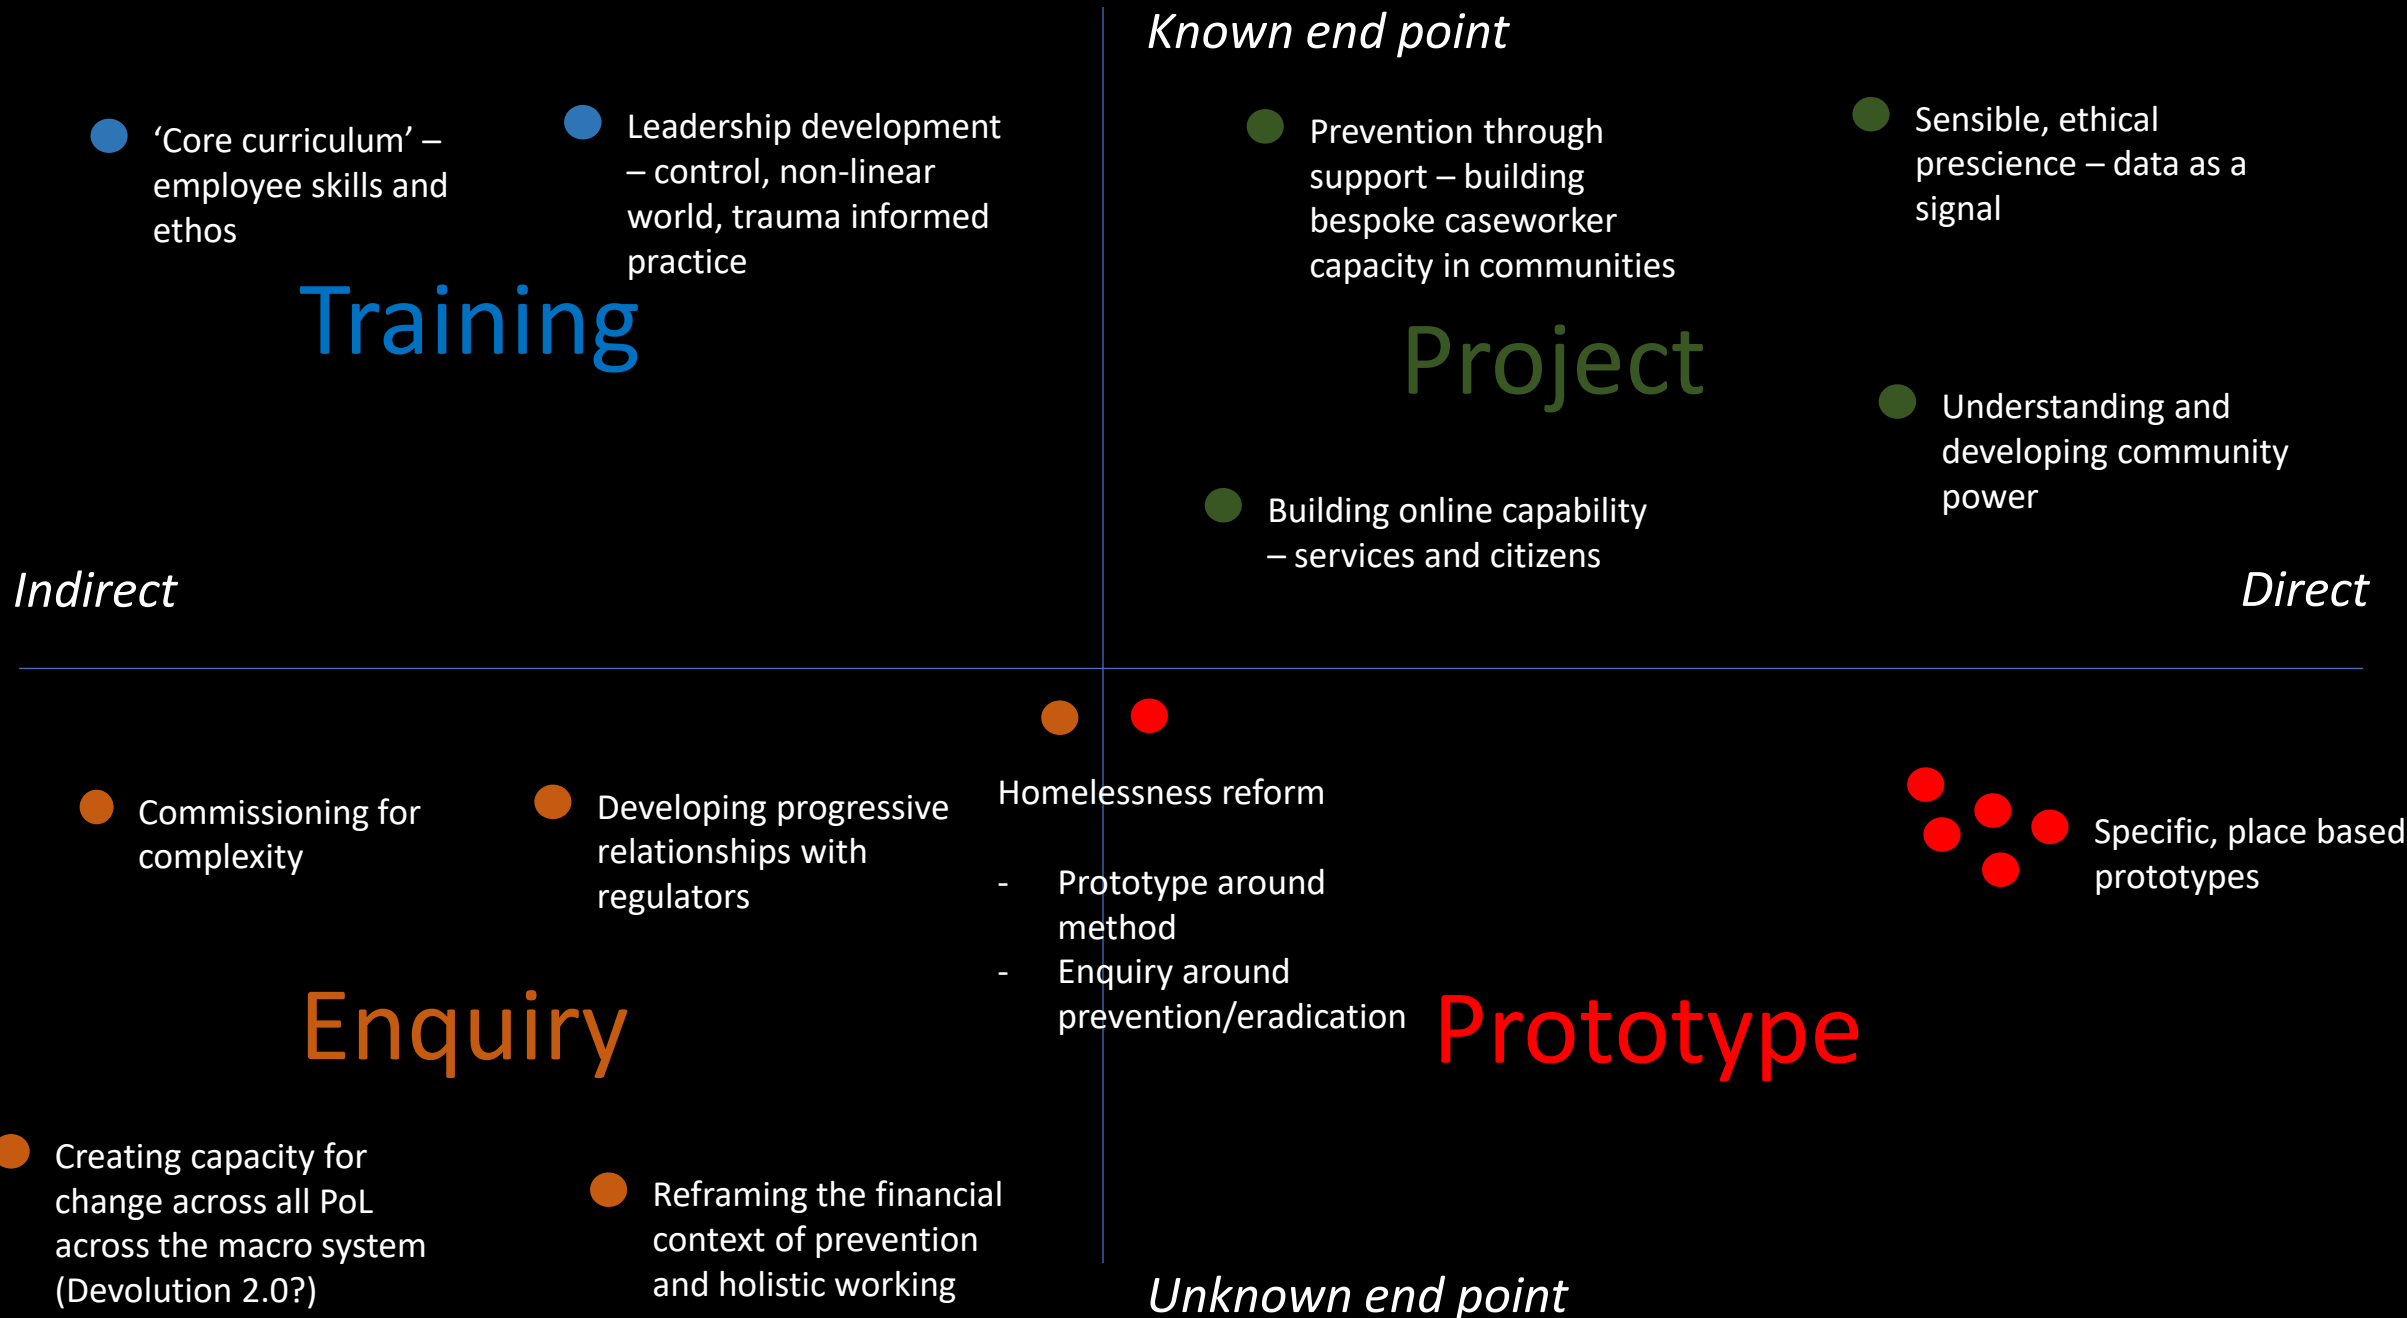 Known end point
‘Core curriculum’ –
employee skills and
ethos
Leadership development
– control, non-linear
world, trauma informed
practice
Training
Prevention through
support – building
bespoke caseworker
capacity in communities
Sensible, ethical
prescience – data as a
signal
Project
Understanding and
developing community
power
Building online capability
– services and citizens
Indirect
Direct
Commissioning for
complexity
Developing progressive
relationships with
regulators
Homelessness reform
- Prototype around
method
- Enquiry around
prevention/eradication
Specific, place based
prototypes
Enquiry
Prototype
Creating capacity for
change across all PoL
across the macro system
(Devolution 2.0?)
Reframing the financial
context of prevention
and holistic working
Unknown end point